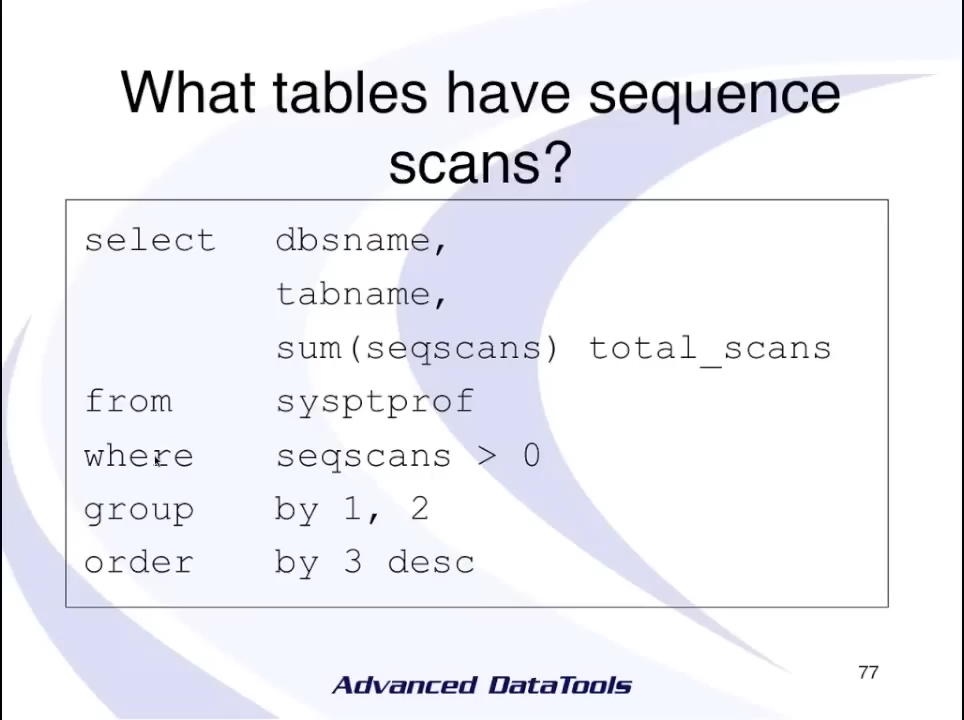 What tables have sequence
scans?
select dbsname,
tabname,
sum(seqscans) total_scans
from sysptprof
where seqscans > 0
group by 1, 2
order by 3 desc
Advanced DataTools
77